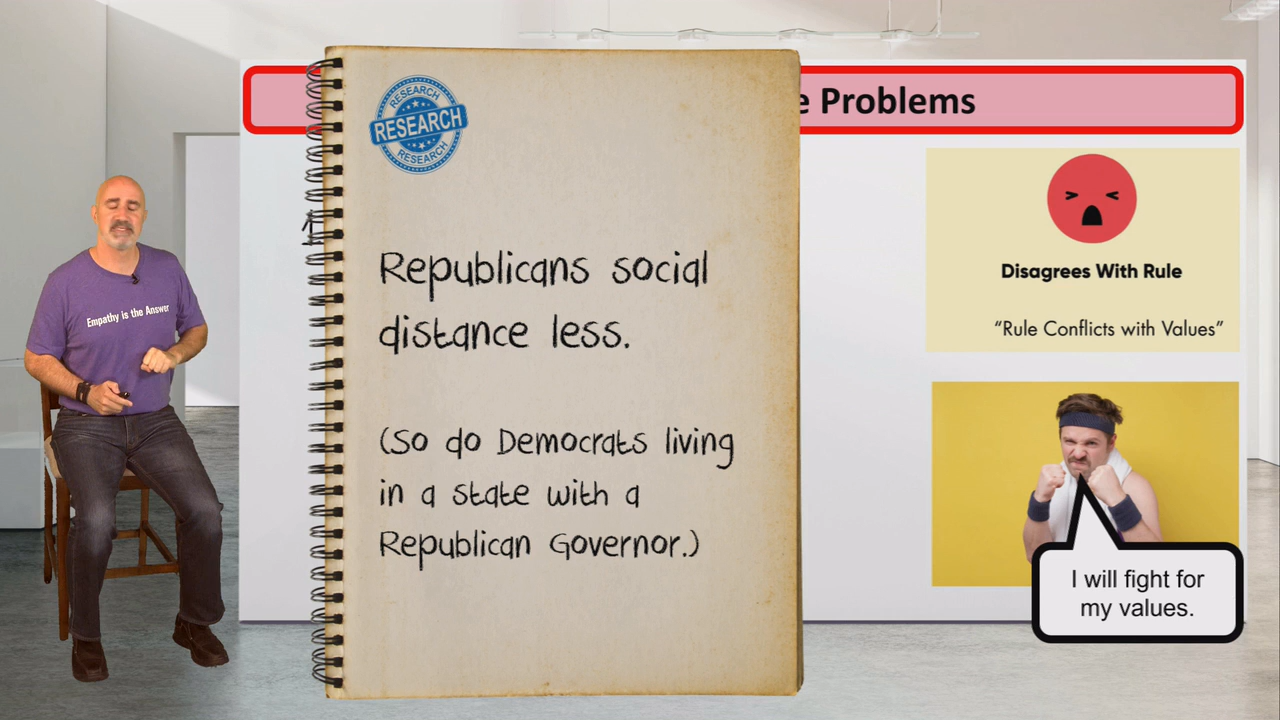 e Problems
RESEARCH
RESEARCH
RESEARCH
Republicans social
distance less.
(So do Democrats living
in a state with a
Republican Governor.)
Empathy is the Answer
Disagrees With Rule
“Rule Conflicts with Values”
I will fight for
my values.